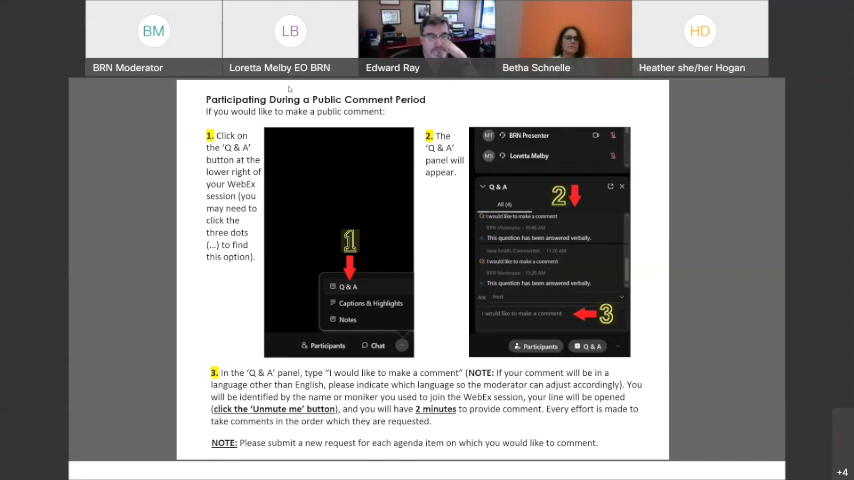 BM
LB
HD
BRN Moderator
Loretta Melby EO BRN
Edward Ray
Betha Schnelle
Heather she/her Hogan
Participating During a Public Comment Period
If you would like to make a public comment:
1. Click on
the ‘Q & A’
button at the
lower right of
your WebEx
session (you
may need to
click the
three dots
(...) to find
this option).
1
Q & A
Captions & Highlights
Notes
Participants
Chat
2. The
‘Q & A’
panel will
appear.
MT BRN Presenter
Loretta Melby
Q & A
2
All (4)
I would like to make a comment
This question has been answered verbally.
I would like to make a comment
This question has been answered verbally.
Ask: Host
I would like to make a comment
3
Participants
Q & A
3. In the ‘Q & A’ panel, type “I would like to make a comment” (NOTE: If your comment will be in a
language other than English, please indicate which language so the moderator can adjust accordingly). You
will be identified by the name or moniker you used to join the WebEx session, your line will be opened
(click the ‘Unmute me’ button), and you will have 2 minutes to provide comment. Every effort is made to
take comments in the order which they are requested.
NOTE: Please submit a new request for each agenda item on which you would like to comment.
+4